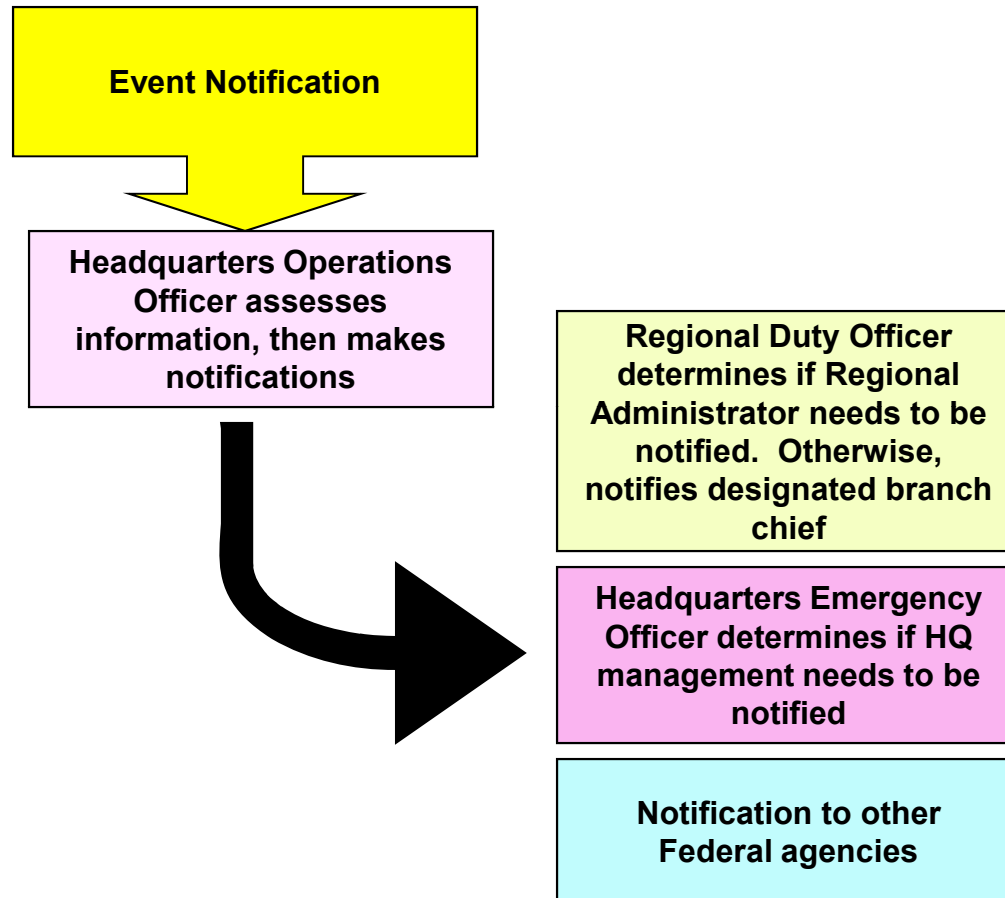 Event Notification
Headquarters Operations
Officer assesses
information, then makes
notifications
Regional Duty Officer
determines if Regional
Administrator needs to be
notified.  Otherwise,
notifies designated branch
chief
Headquarters Emergency
Officer determines if HQ
management needs to be
notified
Notification to other
Federal agencies